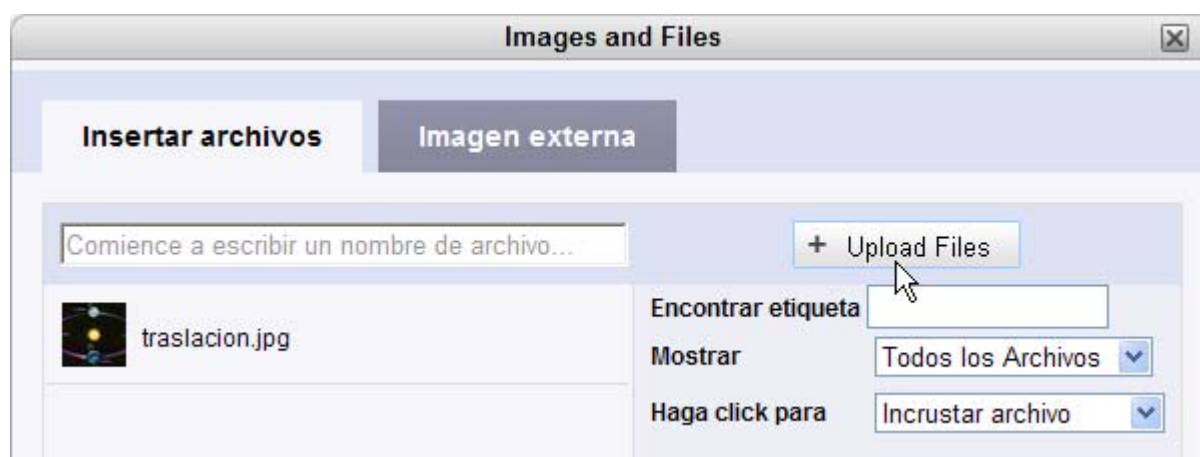 Images and Files
Insertar archivos
Imagen externa
Comience a escribir un nombre de archivo...
+ Upload Files
traslacion.jpg
Encontrar etiqueta
Mostrar
Todos los Archivos
Haga click para
Incrustar archivo